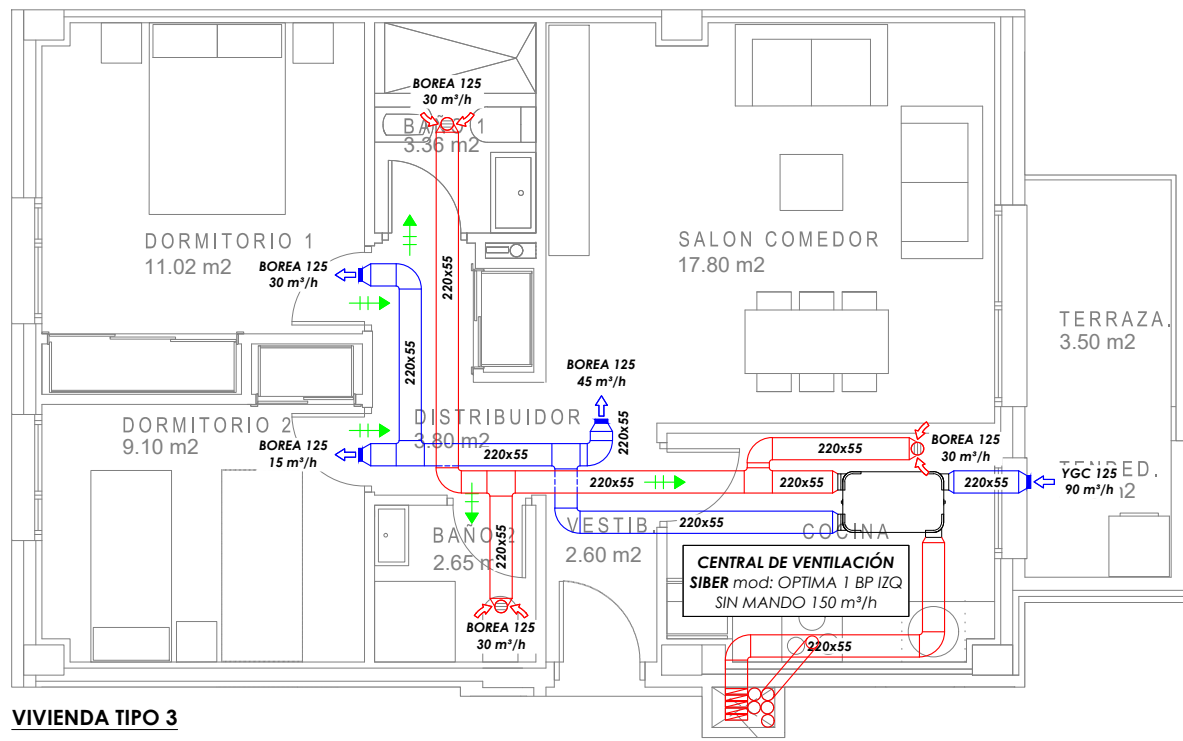 BOREA 125
30 m³/h
BAÑO 1
3.36 m2
DORMITORIO 1
11.02 m2
BOREA 125
30 m³/h
220x55
220x55
SALON COMEDOR
17.80 m2
TERRAZA.
3.50 m2
BOREA 125
45 m³/h
220x55
DORMITORIO 2
9.10 m2
BOREA 125
15 m³/h
DISTRIBUIDOR
3.80 m2
220x55
220x55
BOREA 125
30 m³/h
220x55
220x55
TENDED.
YGC 125
90 m³/h
220x55
BAÑO 2
2.65 m
220x55
VESTIB.
2.60 m2
COCINA
CENTRAL DE VENTILACIÓN
SIBER mod: OPTIMA 1 BP IZQ
SIN MANDO 150 m³/h
BOREA 125
30 m³/h
220x55
VIVIENDA TIPO 3